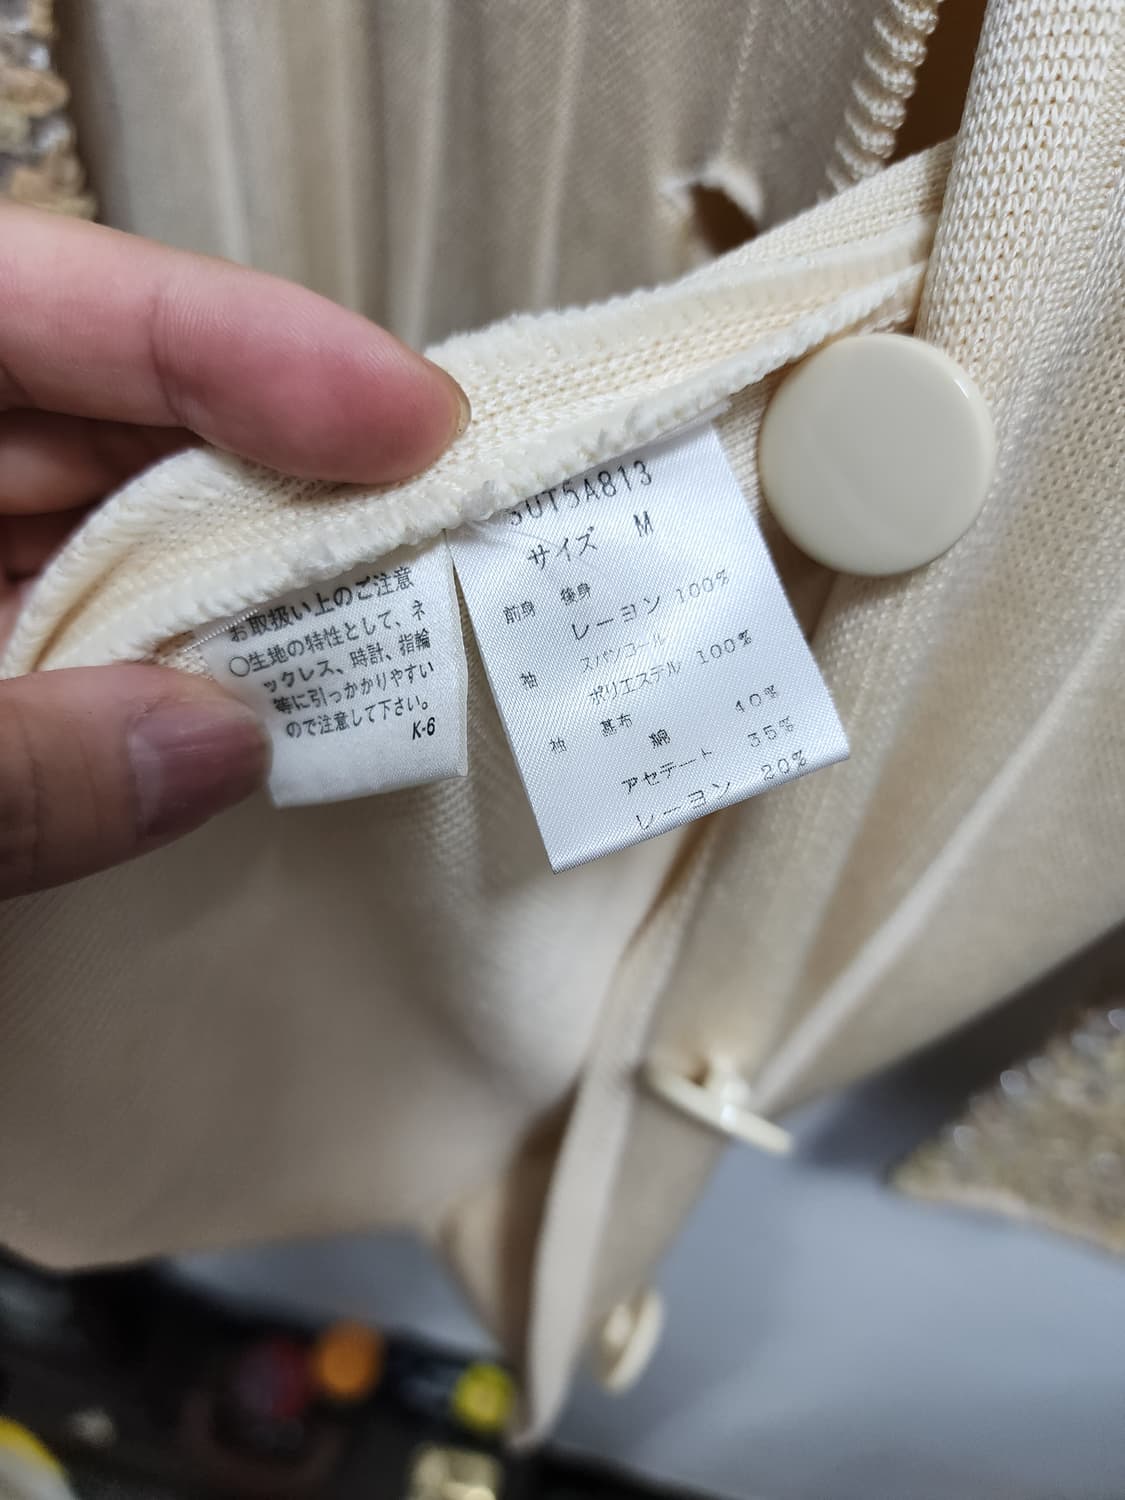 お取扱い上のご注意
○生地の特性として、ネ
ックレス、時計、指輪
等に引っかかりやすい
ので注意して下さい。
K-6
SUT5A813
サイズ M
前身 後身
レーヨン 100%
袖 スパンコール
ポリエステル 100%
袖 基布
綿 40%
アセテート 35%
レーヨン 20%